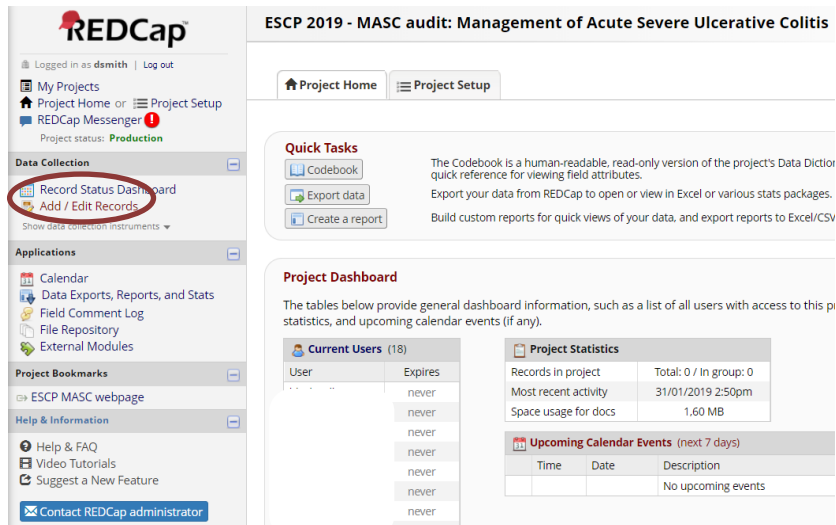 REDCap
Logged in as dsmith | Log out
My Projects
Project Home or Project Setup
REDCap Messenger
Project status: Production
Data Collection
Record Status Dashboard
Add / Edit Records
Show data collection instruments
Applications
Calendar
Data Exports, Reports, and Stats
Field Comment Log
File Repository
External Modules
Project Bookmarks
ESCP MASC webpage
Help & Information
Help & FAQ
Video Tutorials
Suggest a New Feature
Contact REDCap administrator
ESCP 2019 - MASC audit: Management of Acute Severe Ulcerative Colitis
Project Home Project Setup
Quick Tasks
Codebook The Codebook is a human-readable, read-only version of the project's Data Diction
quick reference for viewing field attributes.
Export data Export your data from REDCap to open or view in Excel or various stats packages.
Create a report Build custom reports for quick views of your data, and export reports to Excel/CSV
Project Dashboard
The tables below provide general dashboard information, such as a list of all users with access to this pr
statistics, and upcoming calendar events (if any).
Current Users (18)
User Expires
never
never
never
never
never
never
never
Project Statistics
Records in project Total: 0 / In group: 0
Most recent activity 31/01/2019 2:50pm
Space usage for docs 1.60 MB
Upcoming Calendar Events (next 7 days)
Time Date Description
No upcoming events